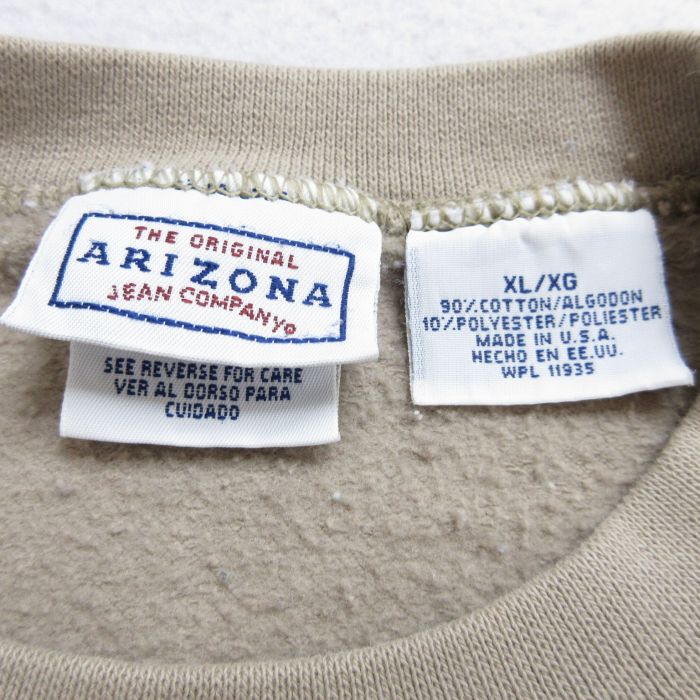 THE ORIGINAL
ARIZONA
JEAN COMPANY®
SEE REVERSE FOR CARE
VER AL DORSO PARA
CUIDADO
XL/XG
90% COTTON/ALGODON
10% POLYESTER/POLIESTER
MADE IN U.S.A.
HECHO EN EE.UU.
WPL 11935